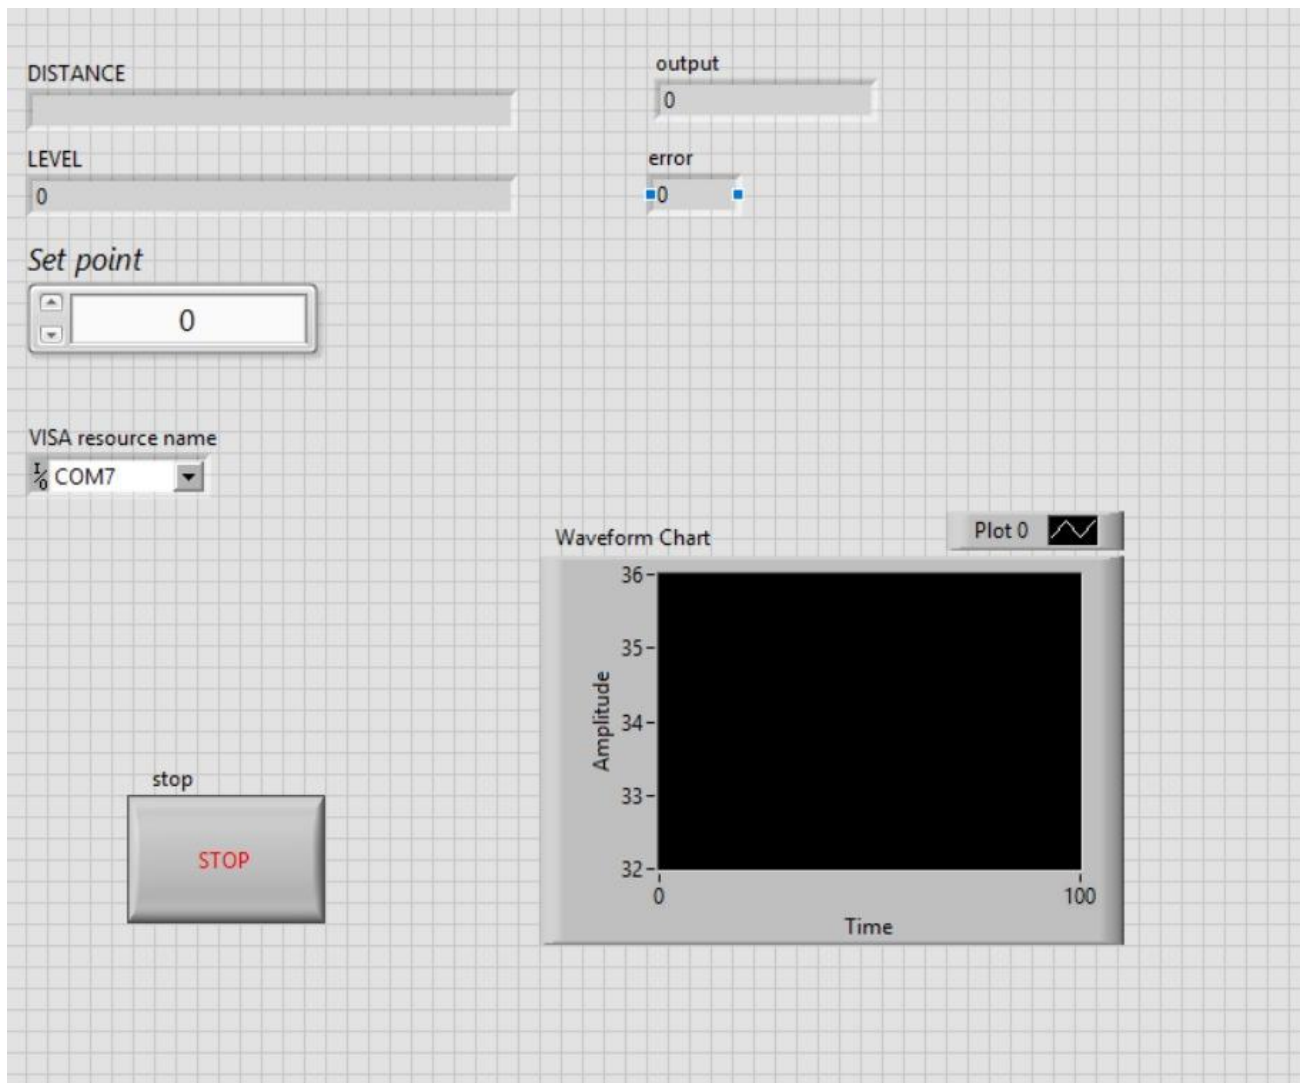 DISTANCE
output
0
LEVEL
0
error
0
Set point
0
VISA resource name
I/O COM7
Waveform Chart
Plot 0
36
35
34
33
32
Amplitude
0
100
Time
stop
STOP